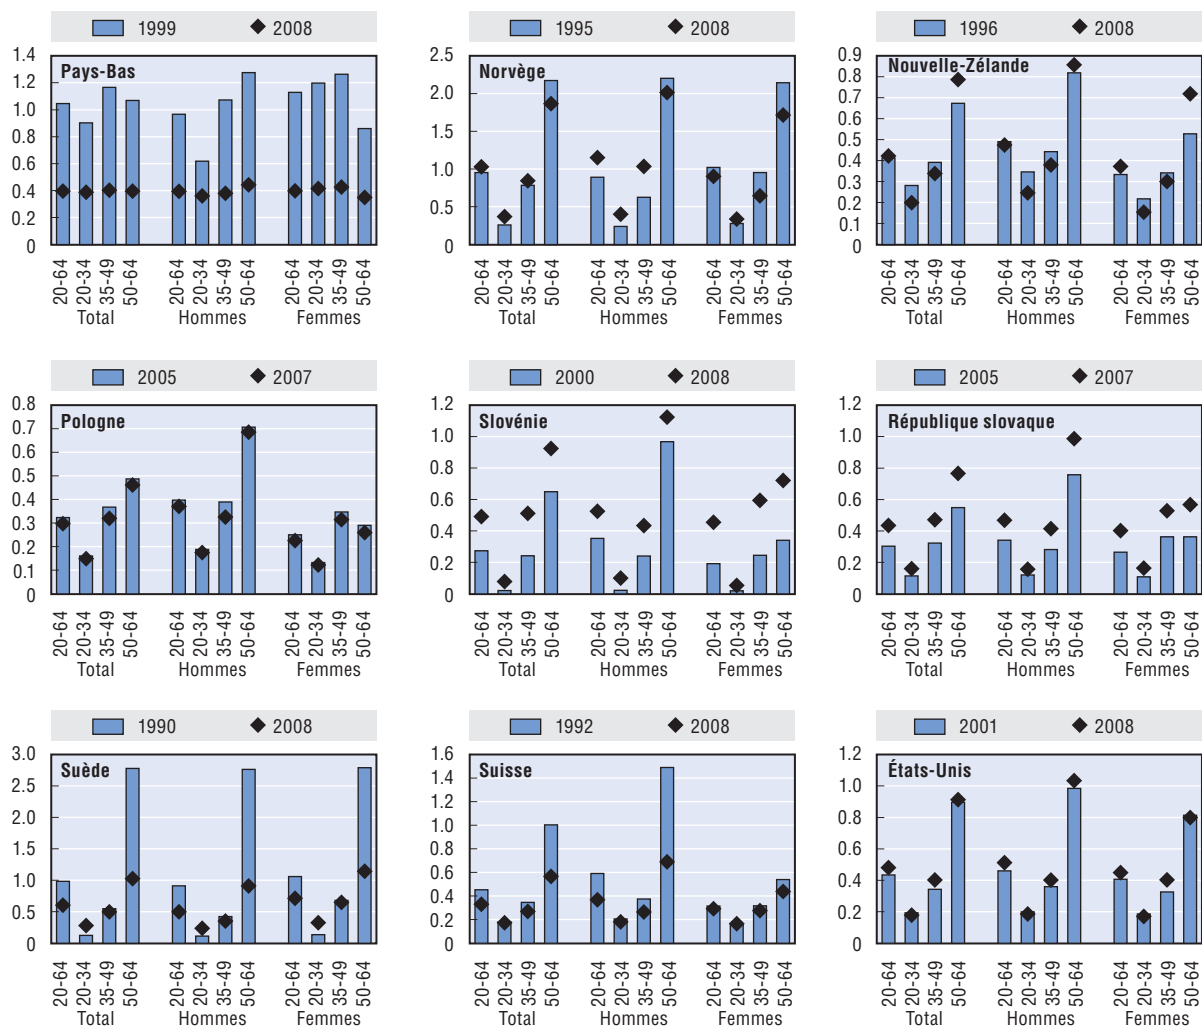 1999 2008
Pays-Bas
1.4
1.2
1.0
0.8
0.6
0.4
0.2
0
20-64 20-34 35-49 50-64 20-64 20-34 35-49 50-64 20-64 20-34 35-49 50-64
Total Hommes Femmes
1995 2008
Norvège
2.5
2.0
1.5
1.0
0.5
0
20-64 20-34 35-49 50-64 20-64 20-34 35-49 50-64 20-64 20-34 35-49 50-64
Total Hommes Femmes
1996 2008
Nouvelle-Zélande
0.9
0.8
0.7
0.6
0.5
0.4
0.3
0.2
0.1
0
20-64 20-34 35-49 50-64 20-64 20-34 35-49 50-64 20-64 20-34 35-49 50-64
Total Hommes Femmes
2005 2007
Pologne
0.8
0.7
0.6
0.5
0.4
0.3
0.2
0.1
0
20-64 20-34 35-49 50-64 20-64 20-34 35-49 50-64 20-64 20-34 35-49 50-64
Total Hommes Femmes
2000 2008
Slovénie
1.2
1.0
0.8
0.6
0.4
0.2
0
20-64 20-34 35-49 50-64 20-64 20-34 35-49 50-64 20-64 20-34 35-49 50-64
Total Hommes Femmes
2005 2007
République slovaque
1.2
1.0
0.8
0.6
0.4
0.2
0
20-64 20-34 35-49 50-64 20-64 20-34 35-49 50-64 20-64 20-34 35-49 50-64
Total Hommes Femmes
1990 2008
Suède
3.0
2.5
2.0
1.5
1.0
0.5
0
20-64 20-34 35-49 50-64 20-64 20-34 35-49 50-64 20-64 20-34 35-49 50-64
Total Hommes Femmes
1992 2008
Suisse
1.6
1.4
1.2
1.0
0.8
0.6
0.4
0.2
0
20-64 20-34 35-49 50-64 20-64 20-34 35-49 50-64 20-64 20-34 35-49 50-64
Total Hommes Femmes
2001 2008
États-Unis
1.2
1.0
0.8
0.6
0.4
0.2
0
20-64 20-34 35-49 50-64 20-64 20-34 35-49 50-64 20-64 20-34 35-49 50-64
Total Hommes Femmes